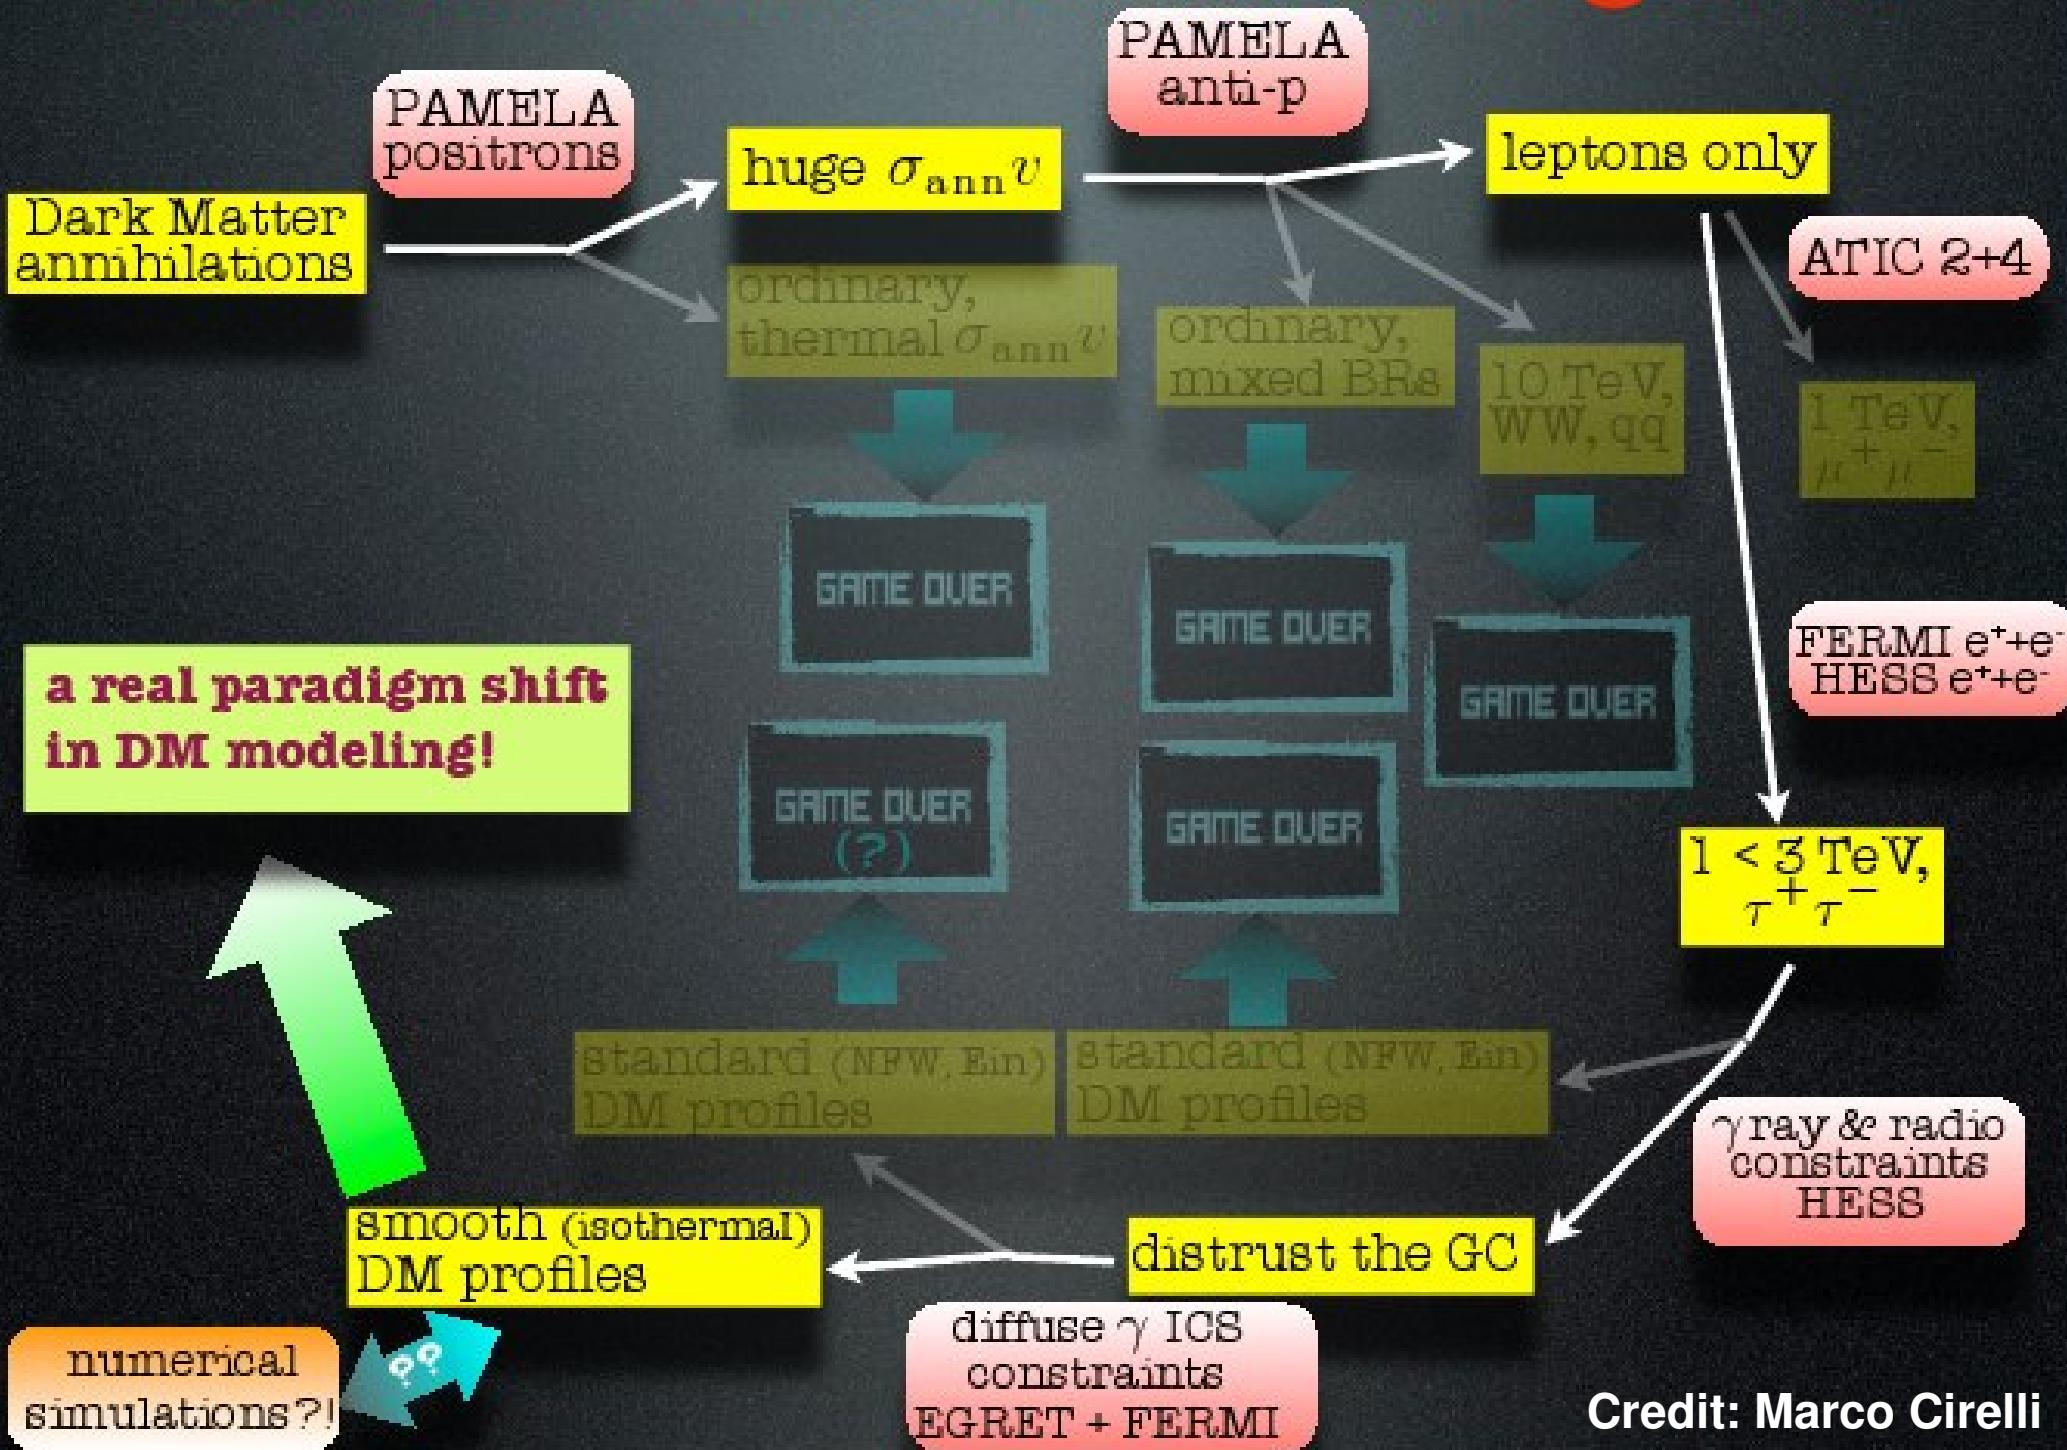 PAMELA
anti-p
PAMELA
positrons
huge σann v
leptons only
Dark Matter
annihilations
ATIC 2+4
ordinary,
thermal σann v
ordinary,
mixed BRs
10 TeV,
WW, qq
1 TeV,
μ⁺μ⁻
GAME OVER
GAME OVER
GAME OVER
FERMI e⁺+e⁻
HESS e⁺+e⁻
a real paradigm shift
in DM modeling!
GAME OVER
(?)
GAME OVER
1 < 3 TeV,
τ⁺τ⁻
standard (NFW, Ein)
DM profiles
standard (NFW, Ein)
DM profiles
γ ray & radio
constraints
HESS
smooth (isothermal)
DM profiles
distrust the GC
diffuse γ ICS
constraints
EGRET + FERMI
??
numerical
simulations?!
Credit: Marco Cirelli